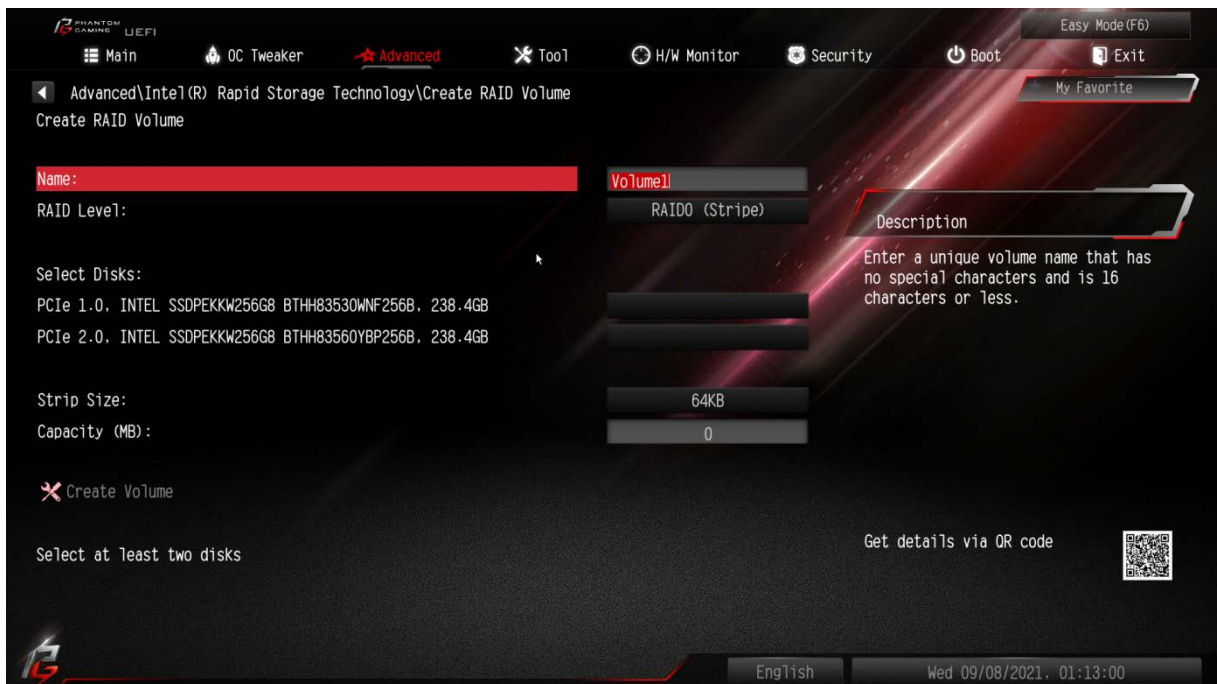 PHANTOM GAMING UEFI
Easy Mode(F6)
Main OC Tweaker Advanced Tool H/W Monitor Security Boot Exit
Advanced\Intel(R) Rapid Storage Technology\Create RAID Volume
My Favorite
Create RAID Volume
Name: Volume1
RAID Level: RAID0 (Stripe)
Description
Enter a unique volume name that has
no special characters and is 16
characters or less.
Select Disks:
PCIe 1.0, INTEL SSDPEKKW256G8 BTHH83530WNF256B, 238.4GB
PCIe 2.0, INTEL SSDPEKKW256G8 BTHH83560YBP256B, 238.4GB
Strip Size: 64KB
Capacity (MB): 0
Create Volume
Select at least two disks
Get details via QR code
English
Wed 09/08/2021, 01:13:00